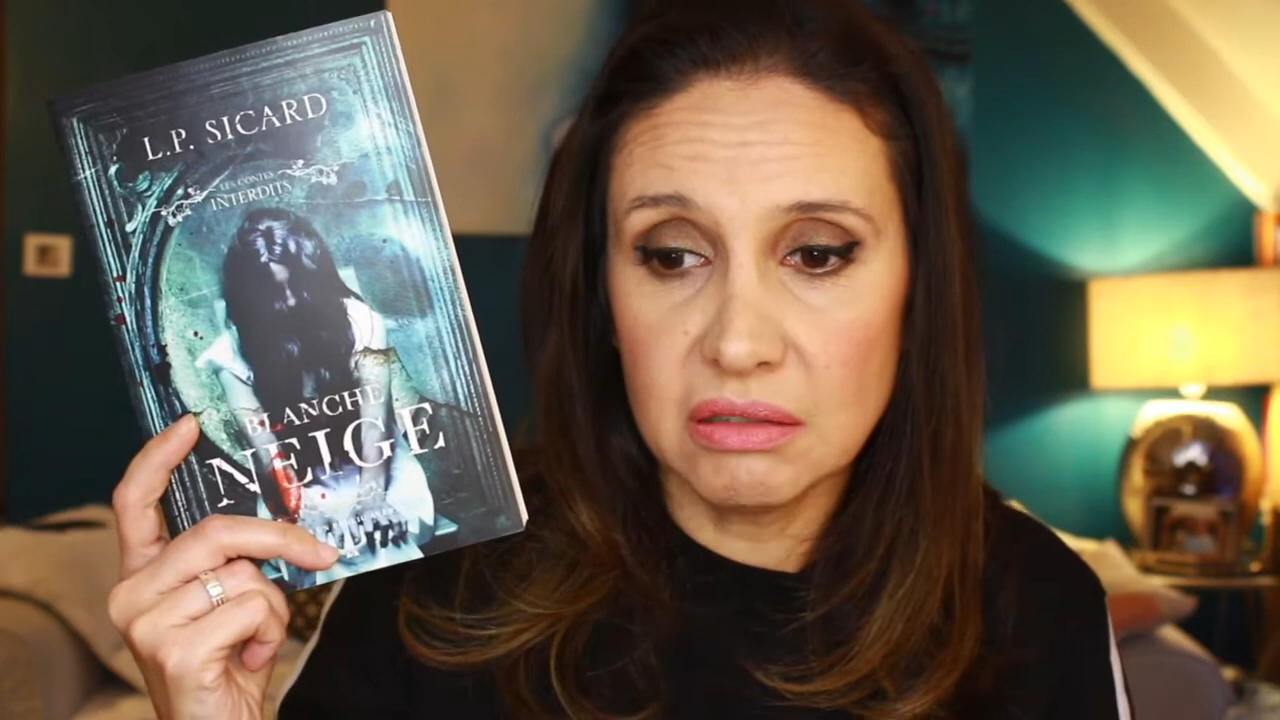 L.P. SICARD
LES CONTES
INTERDITS
BLANCHE
NEIGE